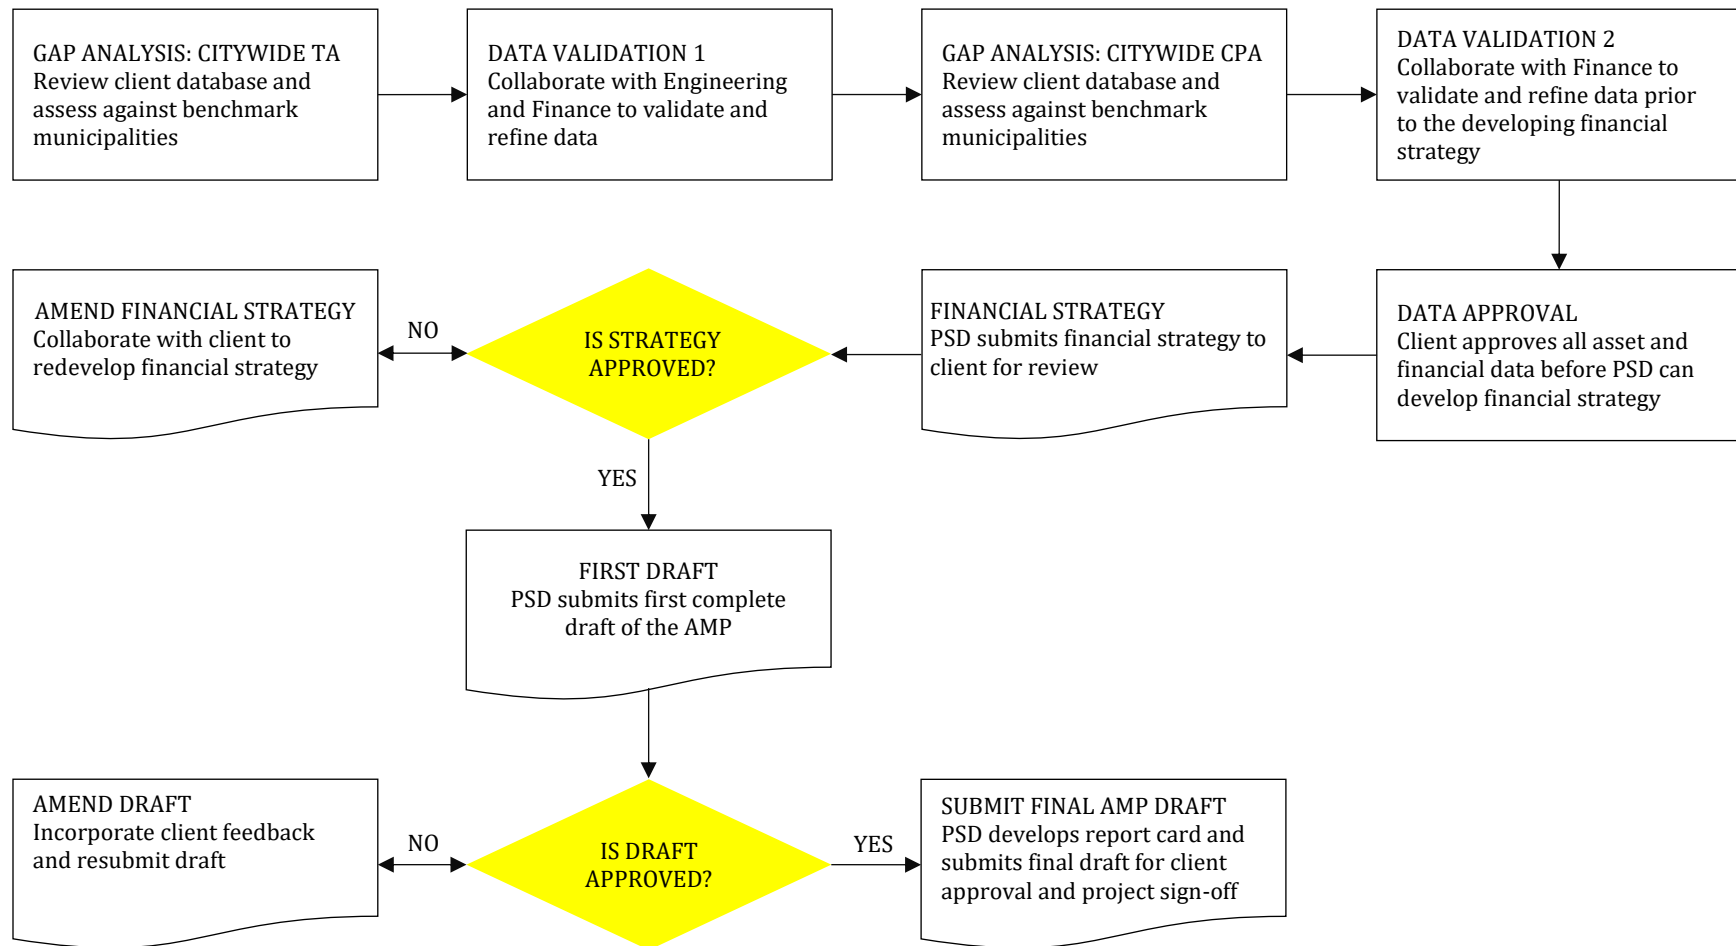 GAP ANALYSIS: CITYWIDE TA
Review client database and
assess against benchmark
municipalities
DATA VALIDATION 1
Collaborate with Engineering
and Finance to validate and
refine data
GAP ANALYSIS: CITYWIDE CPA
Review client database and
assess against benchmark
municipalities
DATA VALIDATION 2
Collaborate with Finance to
validate and refine data prior
to the developing financial
strategy
AMEND FINANCIAL STRATEGY
Collaborate with client to
redevelop financial strategy
NO
IS STRATEGY
APPROVED?
FINANCIAL STRATEGY
PSD submits financial strategy to
client for review
DATA APPROVAL
Client approves all asset and
financial data before PSD can
develop financial strategy
YES
FIRST DRAFT
PSD submits first complete
draft of the AMP
AMEND DRAFT
Incorporate client feedback
and resubmit draft
NO
IS DRAFT
APPROVED?
YES
SUBMIT FINAL AMP DRAFT
PSD develops report card and
submits final draft for client
approval and project sign-off